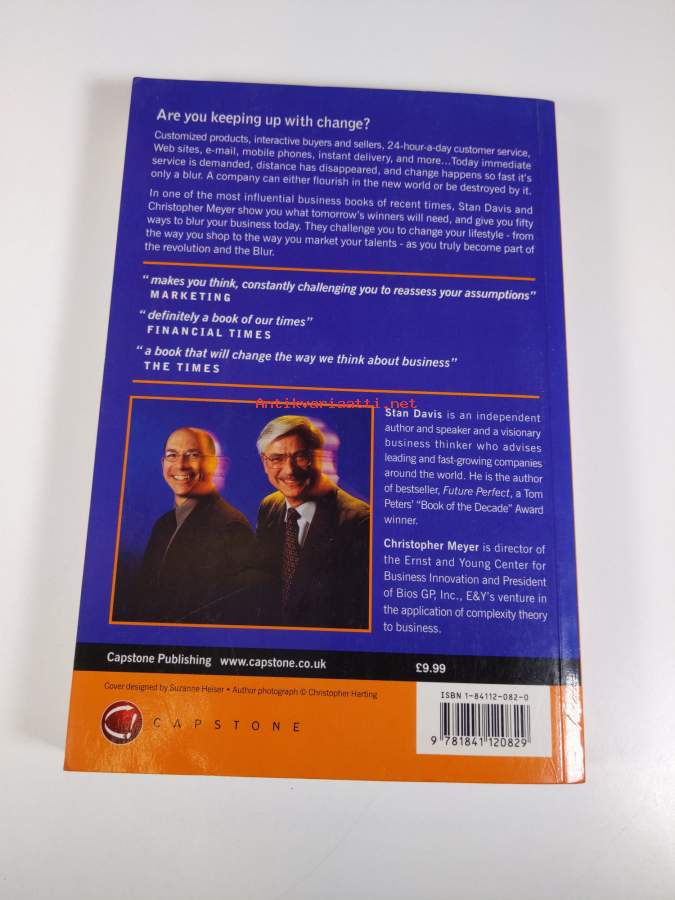 Are you keeping up with change?
Customized products, interactive buyers and sellers, 24-hour-a-day customer service,
Web sites, e-mail, mobile phones, instant delivery, and more...Today immediate
service is demanded, distance has disappeared, and change happens so fast it's
only a blur. A company can either flourish in the new world or be destroyed by it.
In one of the most influential business books of recent times, Stan Davis and
Christopher Meyer show you what tomorrow's winners will need, and give you fifty
ways to blur your business today. They challenge you to change your lifestyle - from
the way you shop to the way you market your talents - as you truly become part of
the revolution and the Blur.
“makes you think, constantly challenging you to reassess your assumptions”
MARKETING
“definitely a book of our times”
FINANCIAL TIMES
“a book that will change the way we think about business”
THE TIMES
Antikvariaatti.net
Stan Davis is an independent
author and speaker and a visionary
business thinker who advises
leading and fast-growing companies
around the world. He is the author
of bestseller, Future Perfect, a Tom
Peters' “Book of the Decade” Award
winner.
Christopher Meyer is director of
the Ernst and Young Center for
Business Innovation and President
of Bios GP, Inc., E&Y's venture in
the application of complexity theory
to business.
Capstone Publishing www.capstone.co.uk £9.99
Cover designed by Suzanne Heiser • Author photograph © Christopher Harting
CAPSTONE
ISBN 1-84112-082-0
9 781841 120829